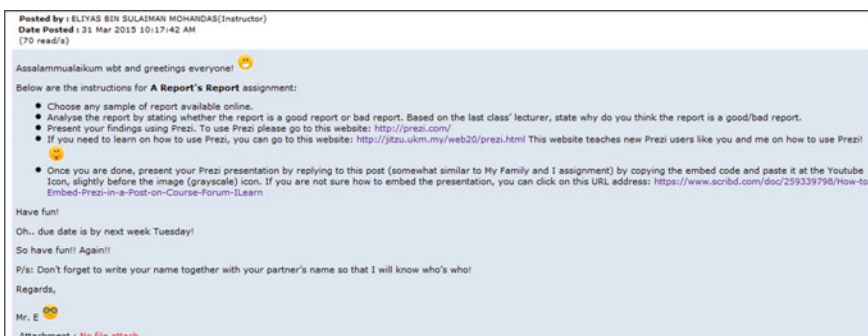 Posted by : ELIYAS BIN SULAIMAN MOHANDAS(Instructor)
Date Posted : 31 Mar 2015 10:17:42 AM
(70 read/s)
Assalammualaikum wbt and greetings everyone!
Below are the instructions for A Report's Report assignment:
● Choose any sample of report available online.
● Analyse the report by stating whether the report is a good report or bad report. Based on the last class' lecturer, state why do you think the report is a good/bad report.
● Present your findings using Prezi. To use Prezi please go to this website: http://prezi.com/
● If you need to learn on how to use Prezi, you can go to this website: http://jitzu.ukm.my/web20/prezi.html This website teaches new Prezi users like you and me on how to use Prezi!
● Once you are done, present your Prezi presentation by replying to this post (somewhat similar to My Family and I assignment) by copying the embed code and paste it at the Youtube
Icon, slightly before the image (grayscale) icon. If you are not sure how to embed the presentation, you can click on this URL address: https://www.scribd.com/doc/259339798/How-to-
Embed-Prezi-in-a-Post-on-Course-Forum-ILearn
Have fun!
Oh.. due date is by next week Tuesday!
So have fun!! Again!!
P/s: Don't forget to write your name together with your partner's name so that I will know who's who!
Regards,
Mr. E
Attachment : No file attach